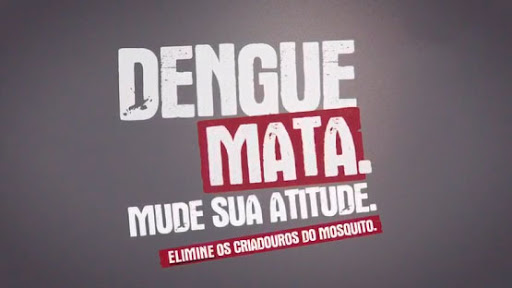 DENGUE
MATA.
MUDE SUA ATITUDE.
ELIMINE OS CRIADOUROS DO MOSQUITO.